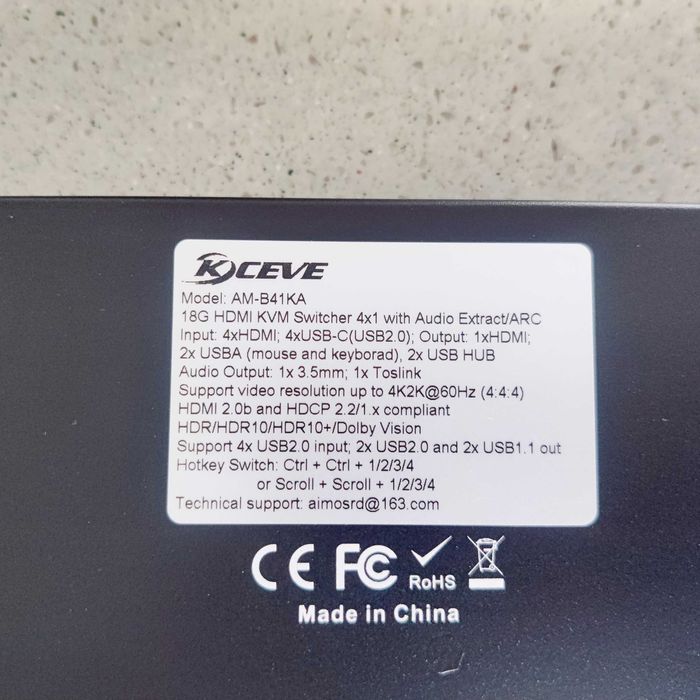 KCEVE
Model: AM-B41KA
18G HDMI KVM Switcher 4x1 with Audio Extract/ARC
Input: 4xHDMI; 4xUSB-C(USB2.0); Output: 1xHDMI;
2x USBA (mouse and keyborad), 2x USB HUB
Audio Output: 1x 3.5mm; 1x Toslink
Support video resolution up to 4K2K@60Hz (4:4:4)
HDMI 2.0b and HDCP 2.2/1.x compliant
HDR/HDR10/HDR10+/Dolby Vision
Support 4x USB2.0 input; 2x USB2.0 and 2x USB1.1 out
Hotkey Switch: Ctrl + Ctrl + 1/2/3/4
or Scroll + Scroll + 1/2/3/4
Technical support: aimosrd@163.com
CE FC RoHS
Made in China